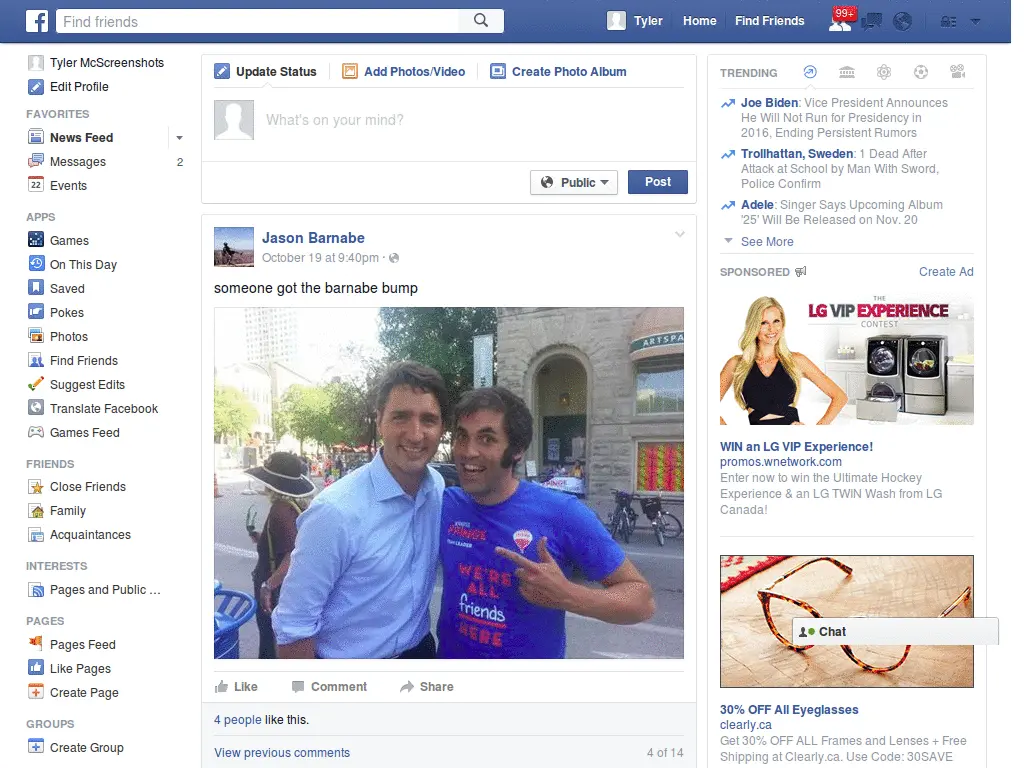 f
Find friends
Tyler
Home
Find Friends
99+
Tyler McScreenshots
Edit Profile
FAVORITES
News Feed
Messages
2
22
Events
APPS
Games
On This Day
Saved
Pokes
Photos
Find Friends
Suggest Edits
Translate Facebook
Games Feed
FRIENDS
Close Friends
Family
Acquaintances
INTERESTS
Pages and Public ...
PAGES
Pages Feed
Like Pages
Create Page
GROUPS
Create Group
Update Status
Add Photos/Video
Create Photo Album
What's on your mind?
Public
Post
Jason Barnabe
October 19 at 9:40pm ·
someone got the barnabe bump
ARTSPA
FRINGE
TEAM LEADER
WE'RE
ALL
friends
HERE
Like
Comment
Share
4 people like this.
View previous comments
4 of 14
TRENDING
Joe Biden: Vice President Announces
He Will Not Run for Presidency in
2016, Ending Persistent Rumors
Trollhattan, Sweden: 1 Dead After
Attack at School by Man With Sword,
Police Confirm
Adele: Singer Says Upcoming Album
'25' Will Be Released on Nov. 20
See More
SPONSORED
Create Ad
THE
LG VIP EXPERIENCE
CONTEST
WIN an LG VIP Experience!
promos.wnetwork.com
Enter now to win the Ultimate Hockey
Experience & an LG TWIN Wash from LG
Canada!
Chat
30% OFF All Eyeglasses
clearly.ca
Get 30% OFF ALL Frames and Lenses + Free
Shipping at Clearly.ca. Use Code: 30SAVE